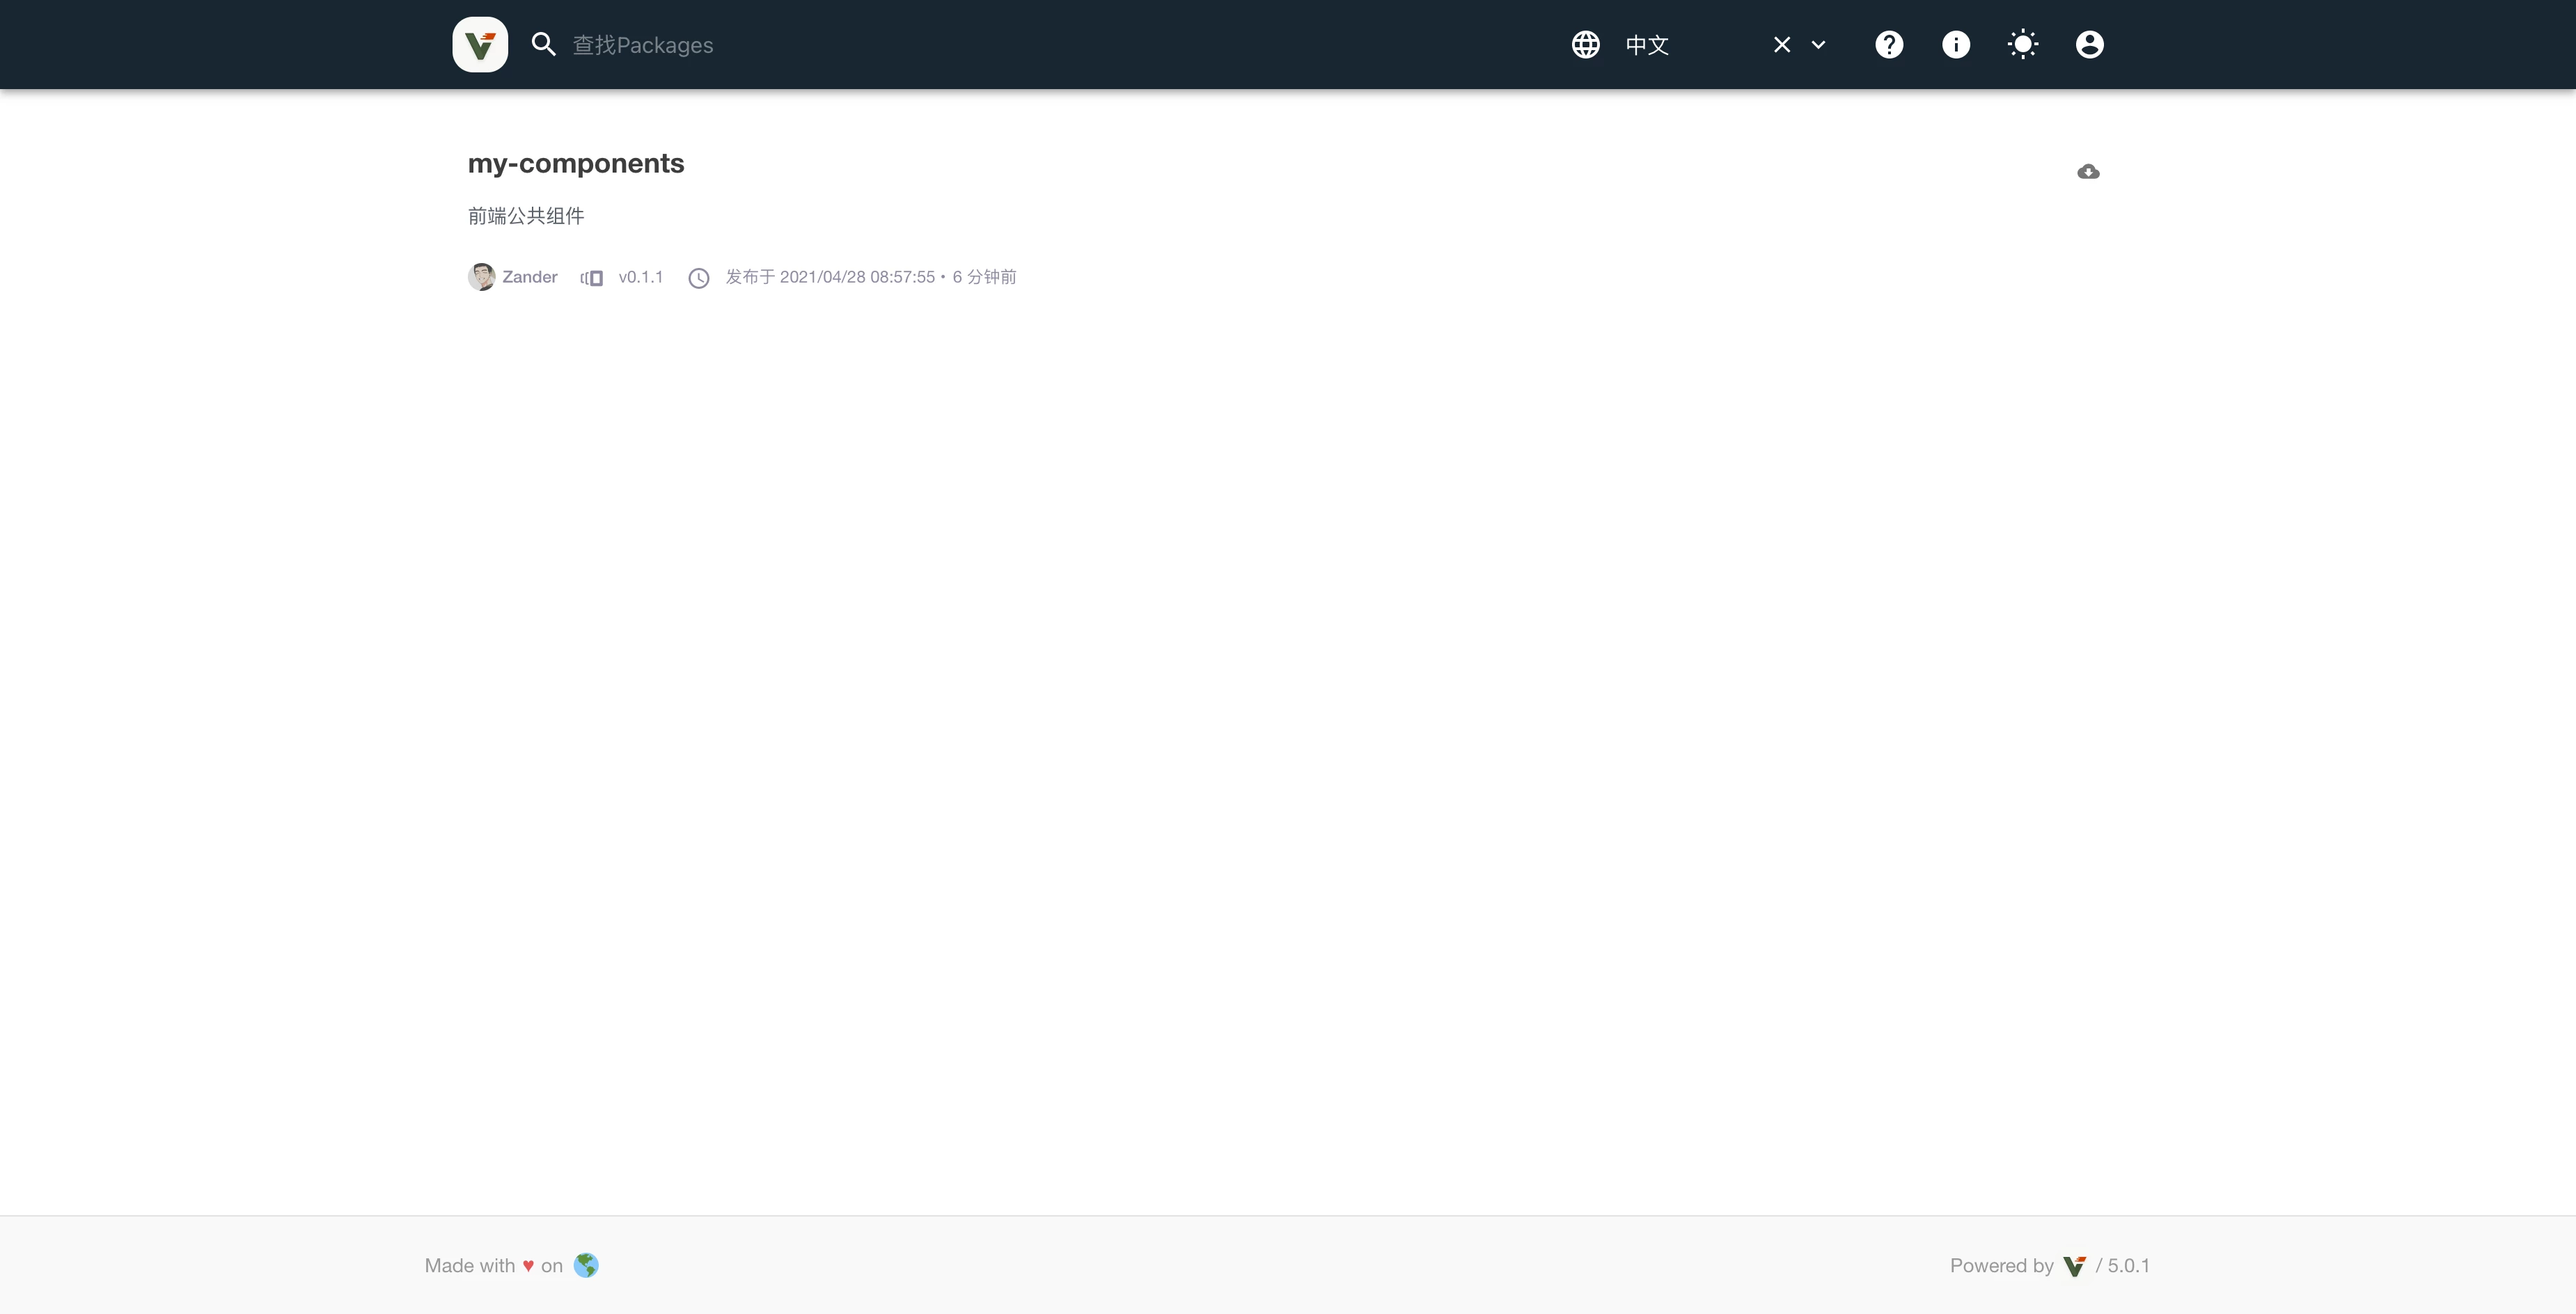 查找Packages
中文
my-components
前端公共组件
Zander v0.1.1 发布于 2021/04/28 08:57:55 • 6 分钟前
Made with ♥ on
Powered by / 5.0.1